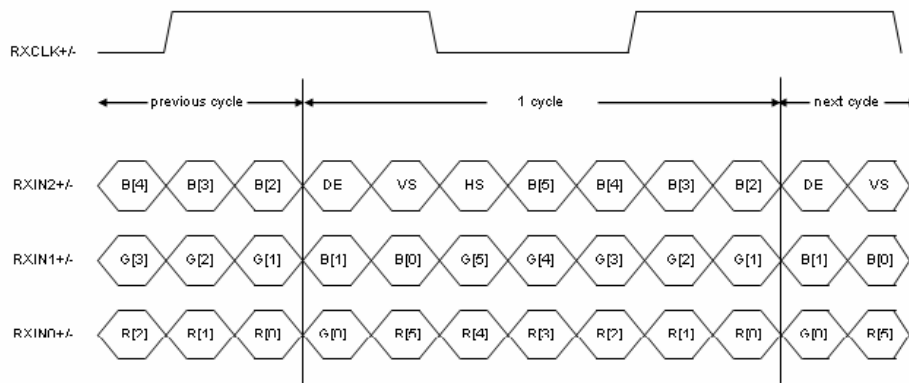 RXCLK+/-
previous cycle 1 cycle next cycle
RXIN2+/- B[4] B[3] B[2] DE VS HS B[5] B[4] B[3] B[2] DE VS
RXIN1+/- G[3] G[2] G[1] B[1] B[0] G[5] G[4] G[3] G[2] G[1] B[1] B[0]
RXIN0+/- R[2] R[1] R[0] G[0] R[5] R[4] R[3] R[2] R[1] R[0] G[0] R[5]